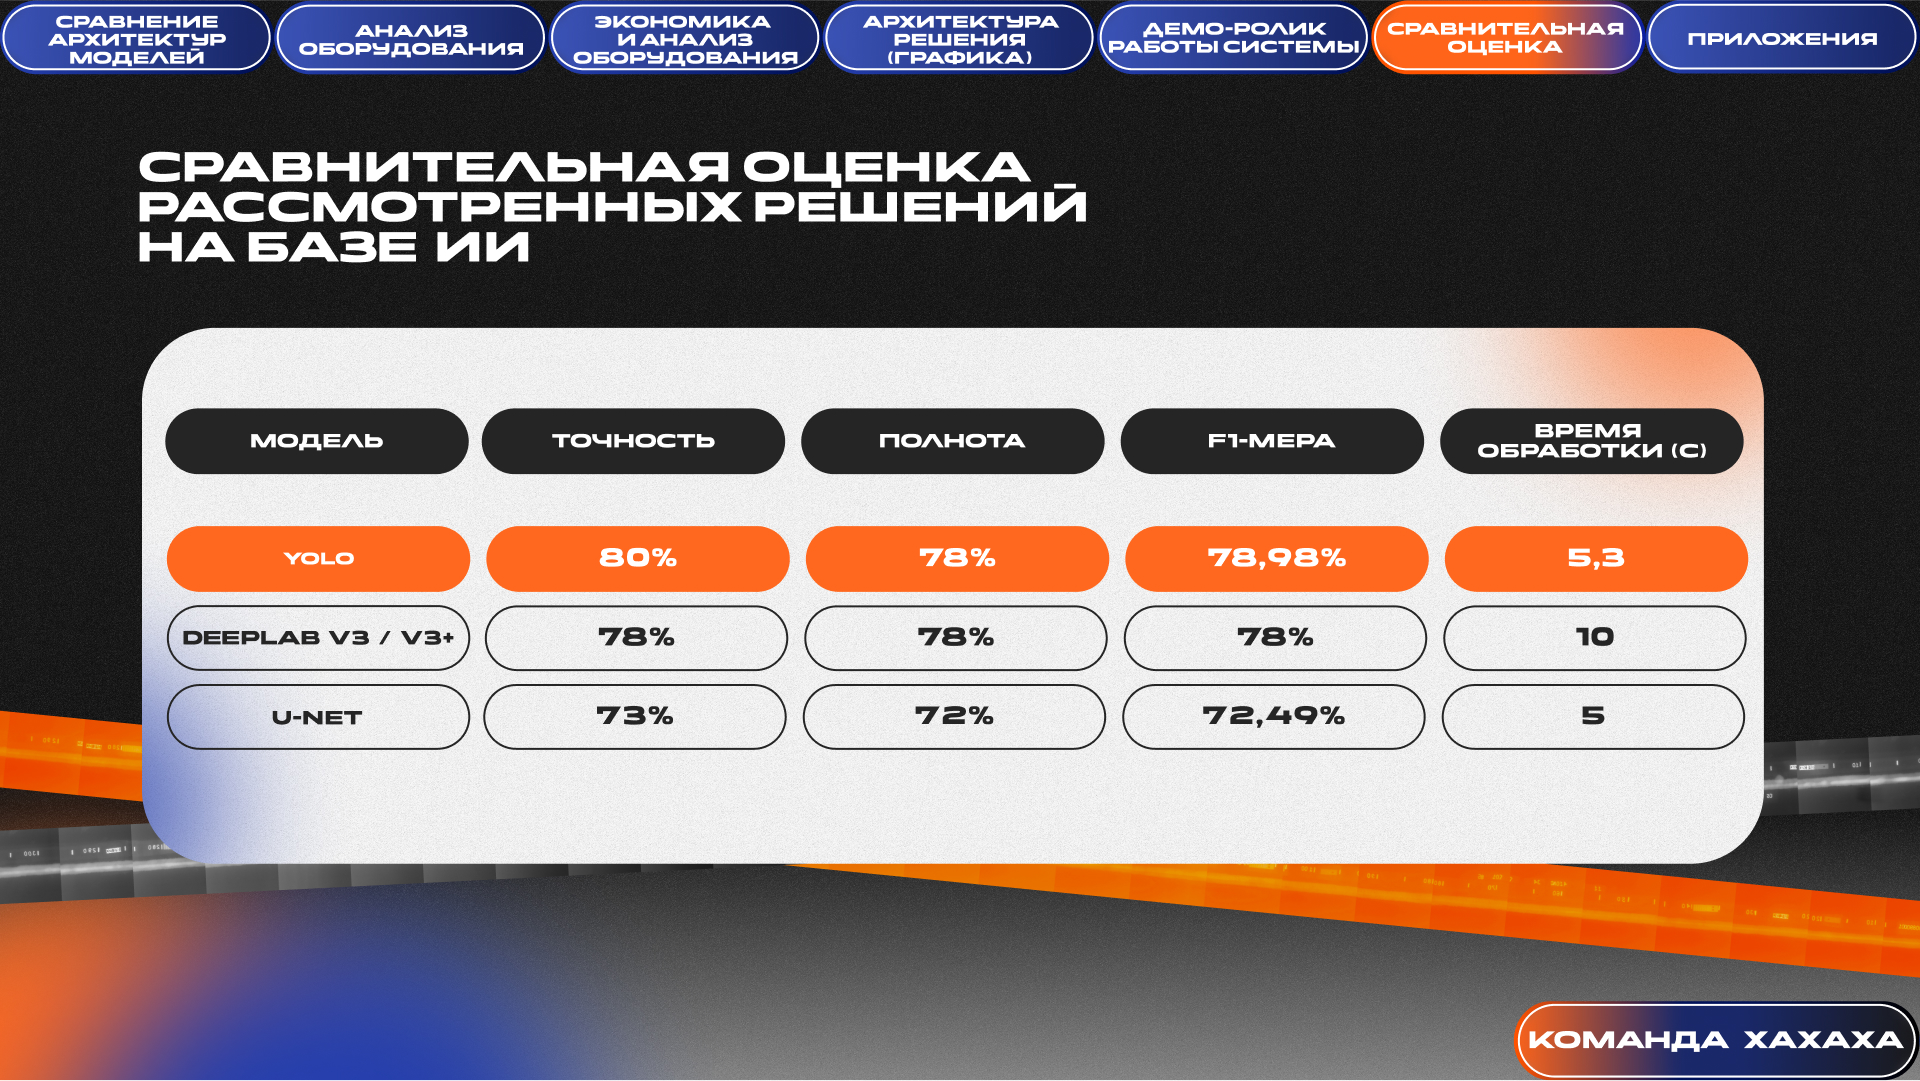 СРАВНЕНИЕ
АРХИТЕКТУР
МОДЕЛЕЙ
АНАЛИЗ
ОБОРУДОВАНИЯ
ЭКОНОМИКА
И АНАЛИЗ
ОБОРУДОВАНИЯ
АРХИТЕКТУРА
РЕШЕНИЯ
(ГРАФИКА)
ДЕМО-РОЛИК
РАБОТЫ СИСТЕМЫ
СРАВНИТЕЛЬНАЯ
ОЦЕНКА
ПРИЛОЖЕНИЯ
СРАВНИТЕЛЬНАЯ ОЦЕНКА
РАССМОТРЕННЫХ РЕШЕНИЙ
НА БАЗЕ ИИ
МОДЕЛЬ
ТОЧНОСТЬ
ПОЛНОТА
F1-МЕРА
ВРЕМЯ
ОБРАБОТКИ (С)
YOLO
80%
78%
78,98%
5,3
DEEPLAB V3 / V3+
78%
78%
78%
10
U-NET
73%
72%
72,49%
5
КОМАНДА ХАХАХА